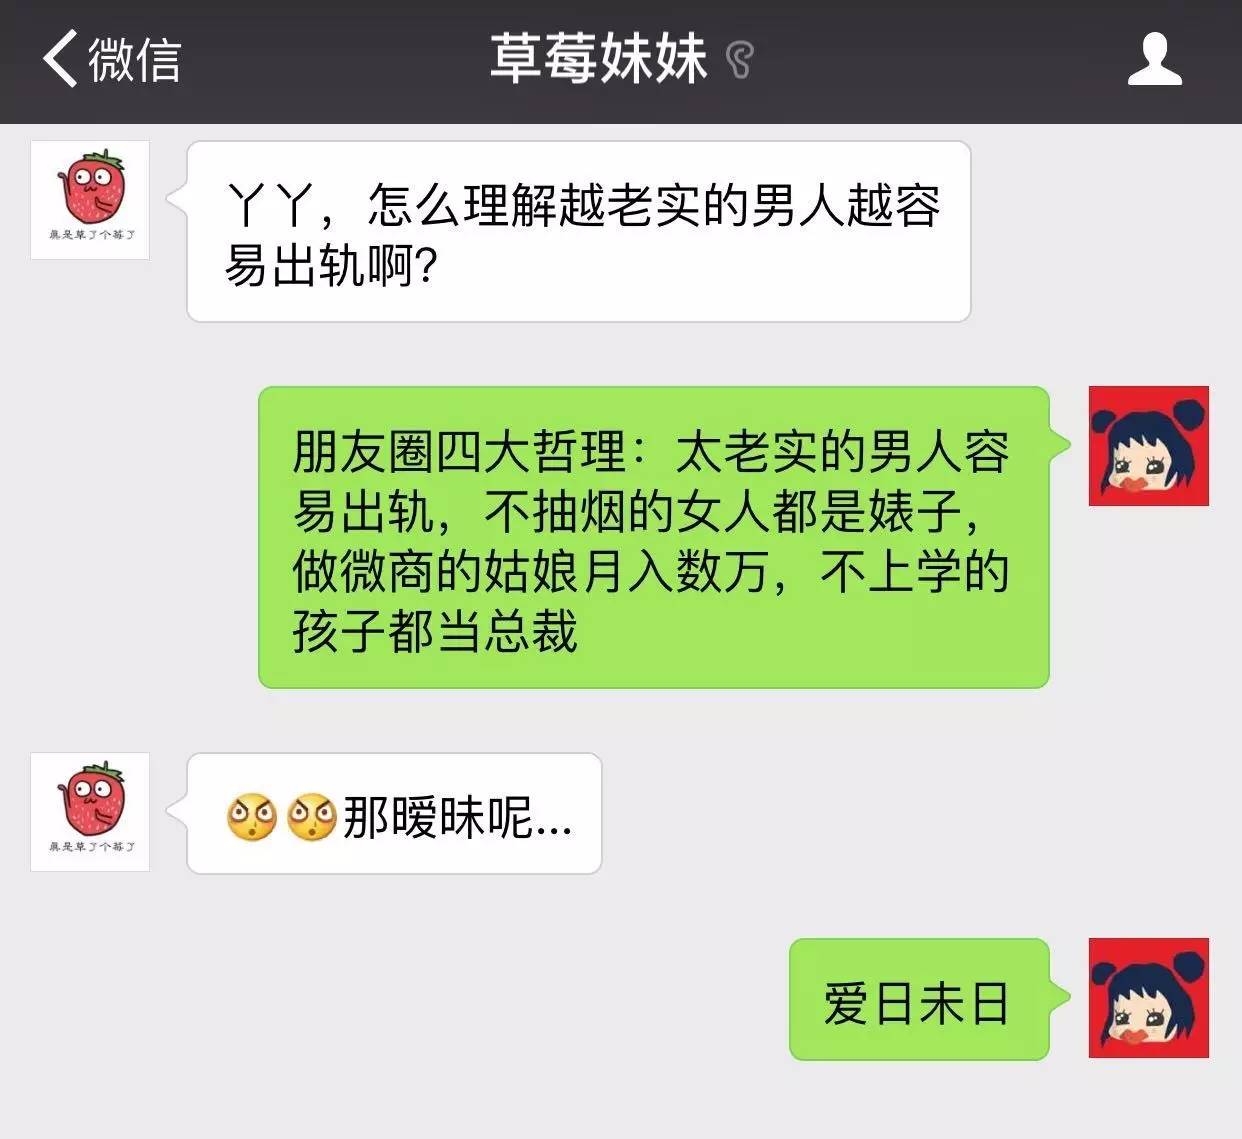 微信
草莓妹妹
丫丫，怎么理解越老实的男人越容
易出轨啊？
真是草了个莓了
朋友圈四大哲理：太老实的男人容
易出轨，不抽烟的女人都是婊子，
做微商的姑娘月入数万，不上学的
孩子都当总裁
那暧昧呢...
真是草了个莓了
爱日未日